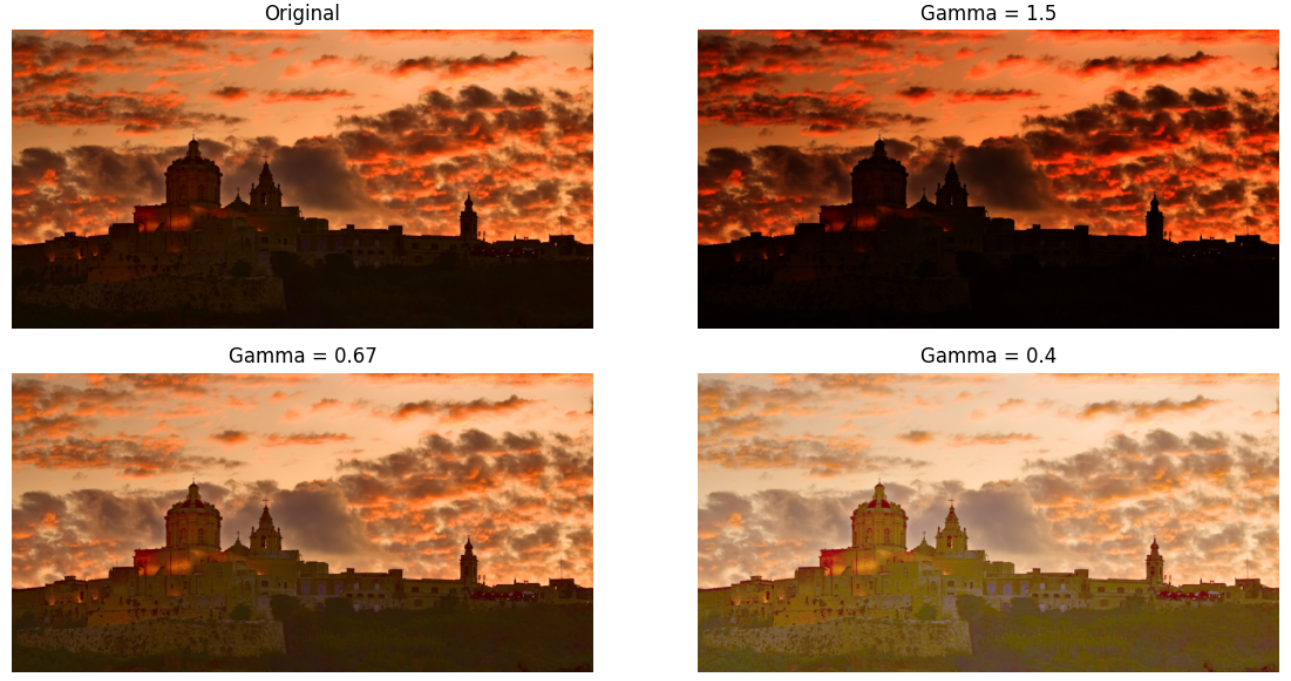 Original
Gamma = 1.5
Gamma = 0.67
Gamma = 0.4